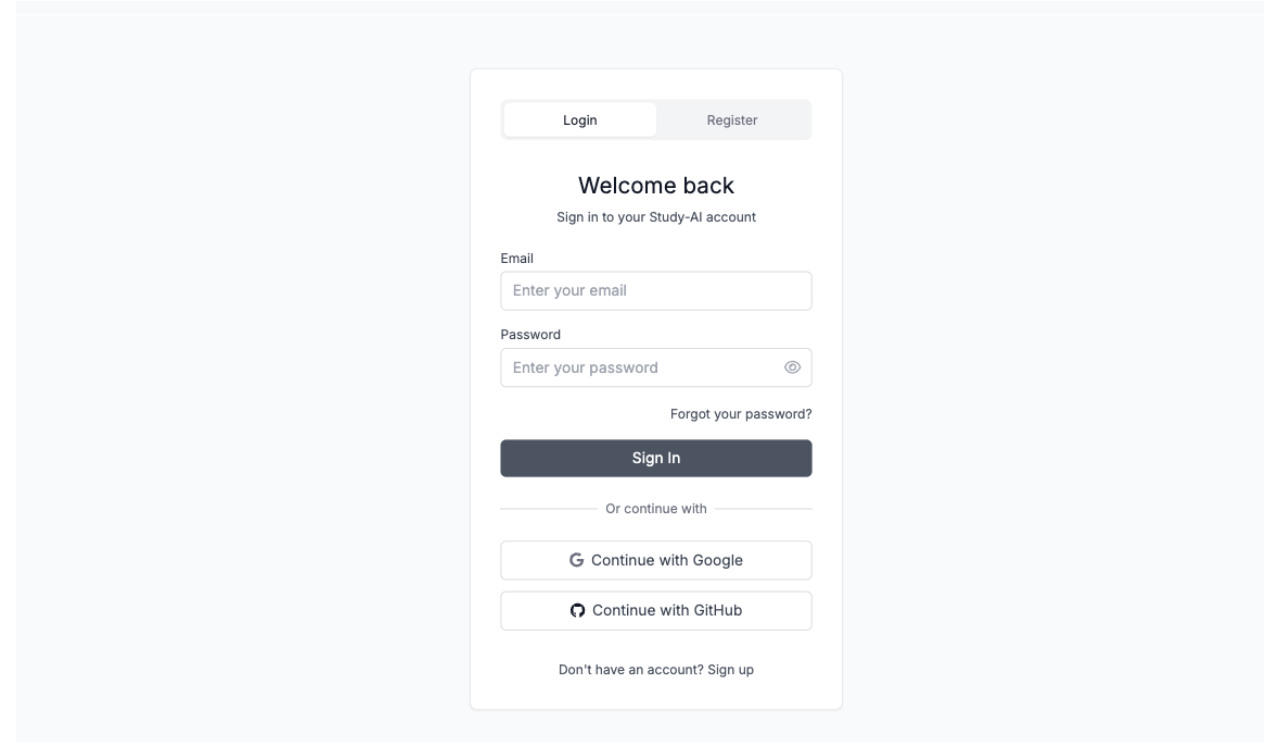 Login
Register
Welcome back
Sign in to your Study-AI account
Email
Enter your email
Password
Enter your password
Forgot your password?
Sign In
Or continue with
Continue with Google
Continue with GitHub
Don't have an account? Sign up